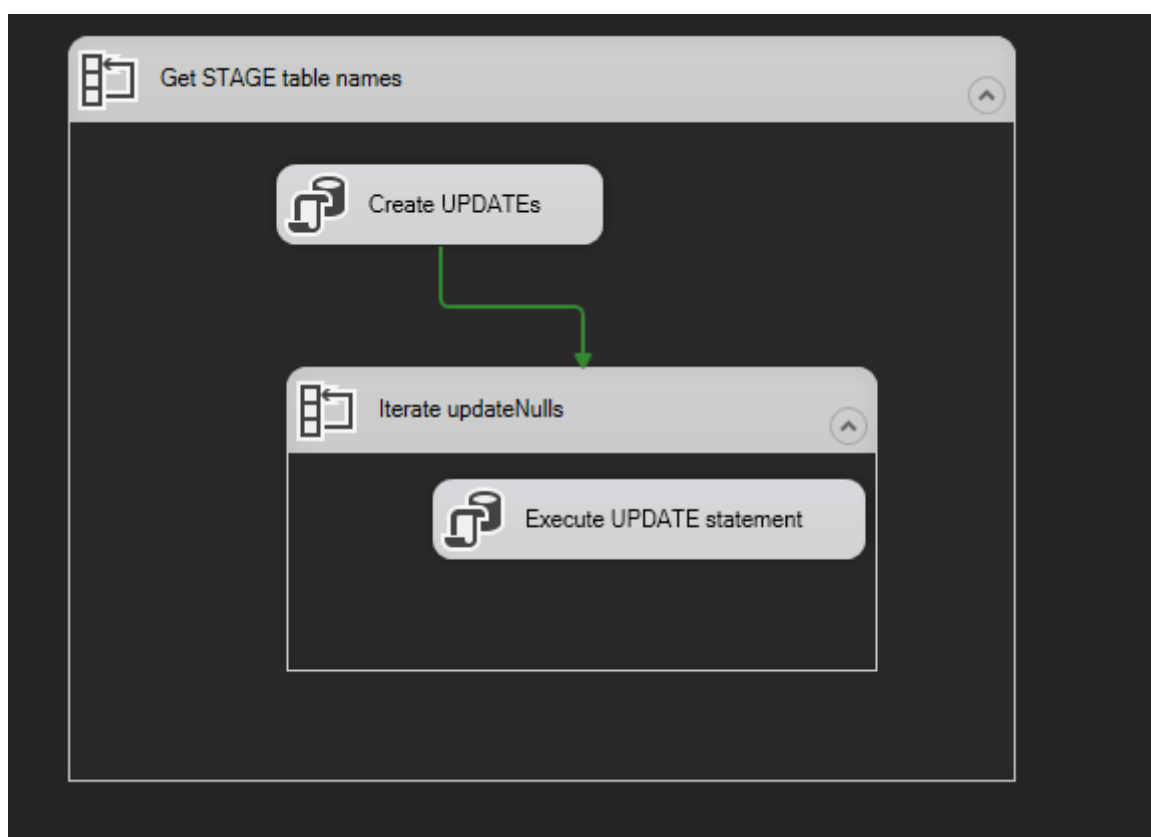 Get STAGE table names
Create UPDATEs
Iterate updateNulls
Execute UPDATE statement